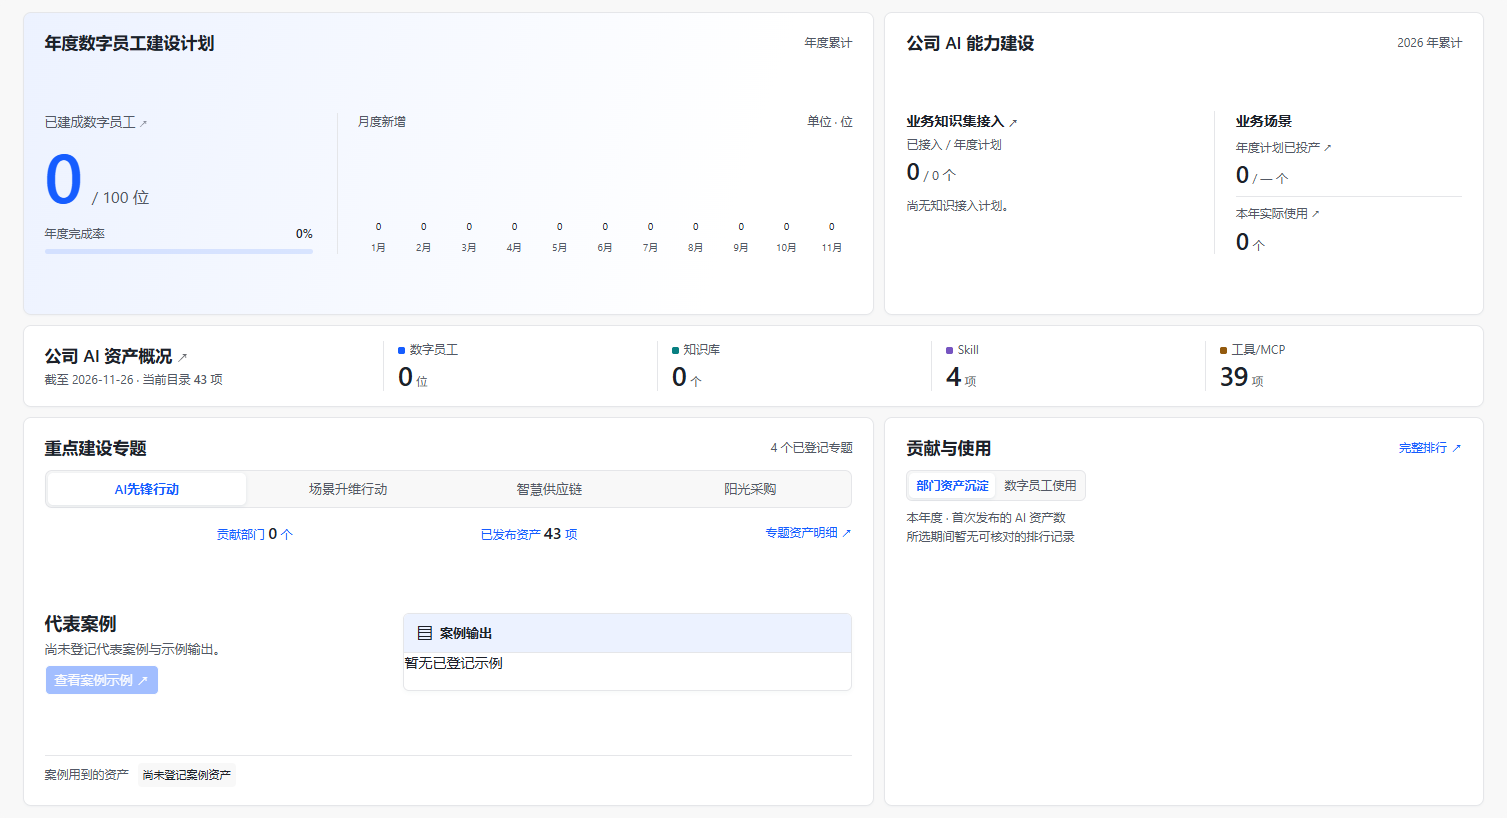 年度数字员工建设计划
年度累计
已建成数字员工 ↗
0 / 100 位
年度完成率 0%
月度新增 单位 · 位
0 0 0 0 0 0 0 0 0 0 0
1月 2月 3月 4月 5月 6月 7月 8月 9月 10月 11月
公司 AI 能力建设
2026 年累计
业务知识集接入 ↗
已接入 / 年度计划
0 / 0 个
尚无知识接入计划。
业务场景
年度计划已投产 ↗
0 / — 个
本年实际使用 ↗
0 个
公司 AI 资产概况 ↗
截至 2026-11-26 · 当前目录 43 项
数字员工
0 位
知识库
0 个
Skill
4 项
工具/MCP
39 项
重点建设专题
4 个已登记专题
AI先锋行动 场景升维行动 智慧供应链 阳光采购
贡献部门 0 个 已发布资产 43 项 专题资产明细 ↗
代表案例
尚未登记代表案例与示例输出。
查看案例示例 ↗
案例输出
暂无已登记示例
案例用到的资产 尚未登记案例资产
贡献与使用
完整排行 ↗
部门资产沉淀 数字员工使用
本年度 · 首次发布的 AI 资产数
所选期间暂无可核对的排行记录